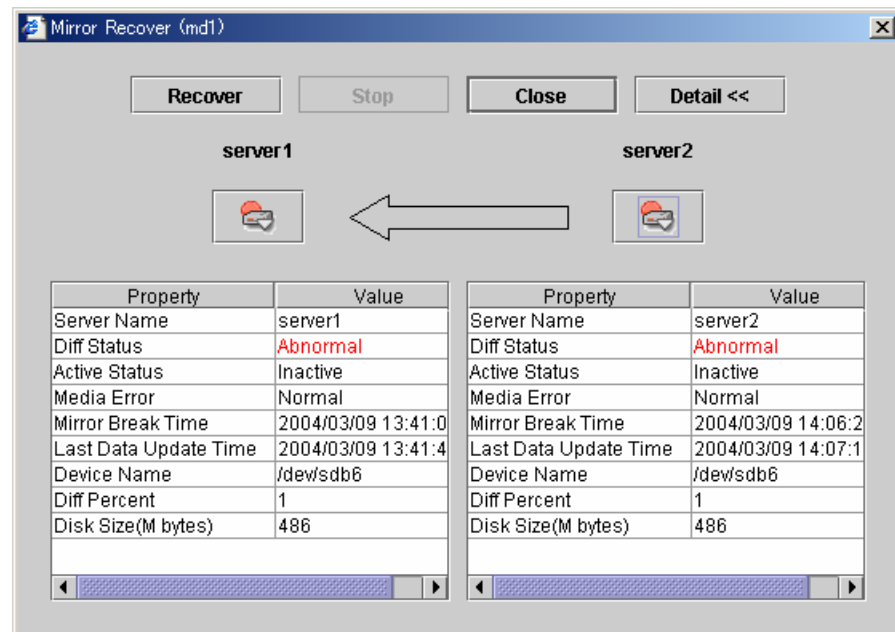 Mirror Recover (md1)
Recover Stop Close Detail <<
server1 server2
Property Value Property Value
Server Name server1 Server Name server2
Diff Status Abnormal Diff Status Abnormal
Active Status Inactive Active Status Inactive
Media Error Normal Media Error Normal
Mirror Break Time 2004/03/09 13:41:0 Mirror Break Time 2004/03/09 14:06:2
Last Data Update Time 2004/03/09 13:41:4 Last Data Update Time 2004/03/09 14:07:1
Device Name /dev/sdb6 Device Name /dev/sdb6
Diff Percent 1 Diff Percent 1
Disk Size(M bytes) 486 Disk Size(M bytes) 486